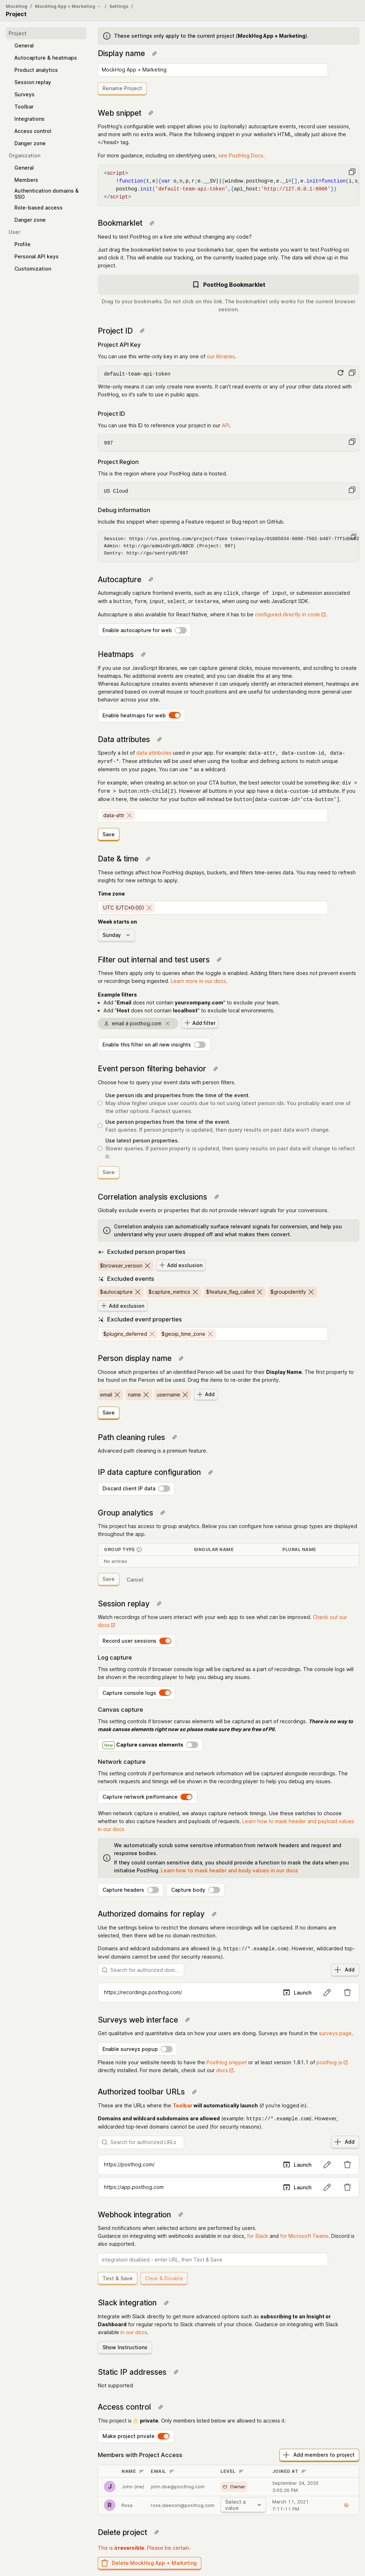 MockHog / MockHog App + Marketing / Settings /
Project
Project
General
Autocapture & heatmaps
Product analytics
Session replay
Surveys
Toolbar
Integrations
Access control
Danger zone
Organization
General
Members
Authentication domains &
SSO
Role-based access
Danger zone
User
Profile
Personal API keys
Customization
These settings only apply to the current project (MockHog App + Marketing).
Display name
MockHog App + Marketing
Rename Project
Web snippet
PostHog's configurable web snippet allows you to (optionally) autocapture events, record user sessions,
and more with no extra work. Place the following snippet in your website's HTML, ideally just above the
</head> tag.
For more guidance, including on identifying users, see PostHog Docs.
<script>
!function(t,e){var o,n,p,r;e.__SV||(window.posthog=e,e._i=[],e.init=function(i,s,
posthog.init('default-team-api-token',{api_host:'http://127.0.0.1:8000'})
</script>
Bookmarklet
Need to test PostHog on a live site without changing any code?
Just drag the bookmarklet below to your bookmarks bar, open the website you want to test PostHog on
and click it. This will enable our tracking, on the currently loaded page only. The data will show up in this
project.
PostHog Bookmarklet
Drag to your bookmarks. Do not click on this link. The bookmarklet only works for the current browser
session.
Project ID
Project API Key
You can use this write-only key in any one of our libraries.
default-team-api-token
Write-only means it can only create new events. It can't read events or any of your other data stored with
PostHog, so it's safe to use in public apps.
Project ID
You can use this ID to reference your project in our API.
997
Project Region
This is the region where your PostHog data is hosted.
US Cloud
Debug information
Include this snippet when opening a Feature request or Bug report on GitHub.
Admin: http://go/adminOrgUS/ABCD (Project: 997)
Sentry: http://go/sentryUS/997
Autocapture
Automagically capture frontend events, such as any click, change of input, or submission associated
with a button, form, input, select, or textarea, when using our web JavaScript SDK.
Autocapture is also available for React Native, where it has to be configured directly in code.
Enable autocapture for web
Heatmaps
If you use our JavaScript libraries, we can capture general clicks, mouse movements, and scrolling to create
heatmaps. No additional events are created, and you can disable this at any time.
Whereas Autocapture creates events whenever it can uniquely identify an interacted element, heatmaps are
generated based on overall mouse or touch positions and are useful for understanding more general user
behavior across your site.
Enable heatmaps for web
Data attributes
Specify a list of data attributes used in your app. For example: data-attr, data-custom-id, data-
myref-*. These attributes will be used when using the toolbar and defining actions to match unique
elements on your pages. You can use * as a wildcard.
For example, when creating an action on your CTA button, the best selector could be something like: div >
form > button:nth-child(2). However all buttons in your app have a data-custom-id attribute. If you
allow it here, the selector for your button will instead be button[data-custom-id='cta-button'].
data-attr
Save
Date & time
These settings affect how PostHog displays, buckets, and filters time-series data. You may need to refresh
insights for new settings to apply.
Time zone
UTC (UTC±0:00)
Week starts on
Sunday
Filter out internal and test users
These filters apply only to queries when the toggle is enabled. Adding filters here does not prevent events
or recordings being ingested. Learn more in our docs.
Example filters
Add "Email does not contain yourcompany.com" to exclude your team.
Add "Host does not contain localhost" to exclude local environments.
email ∌ posthog.com
Add filter
Enable this filter on all new insights
Event person filtering behavior
Choose how to query your event data with person filters.
Use person ids and properties from the time of the event.
May show higher unique user counts due to not using latest person ids. You probably want one of
the other options. Fastest queries.
Use person properties from the time of the event.
Fast queries. If person property is updated, then query results on past data won't change.
Use latest person properties.
Slower queries. If person property is updated, then query results on past data will change to reflect
it.
Save
Correlation analysis exclusions
Globally exclude events or properties that do not provide relevant signals for your conversions.
Correlation analysis can automatically surface relevant signals for conversion, and help you
understand why your users dropped off and what makes them convert.
Excluded person properties
$browser_version
Add exclusion
Excluded events
$autocapture $capture_metrics $feature_flag_called $groupidentify
Add exclusion
Excluded event properties
$plugins_deferred $geoip_time_zone
Person display name
Choose which properties of an identified Person will be used for their Display Name. The first property to
be found on the Person will be used. Drag the items to re-order the priority.
email name username Add
Save
Path cleaning rules
Advanced path cleaning is a premium feature.
IP data capture configuration
Discard client IP data
Group analytics
This project has access to group analytics. Below you can configure how various group types are displayed
throughout the app.
GROUP TYPE SINGULAR NAME PLURAL NAME
No entries
Save Cancel
Session replay
Watch recordings of how users interact with your web app to see what can be improved. Check out our
docs
Record user sessions
Log capture
This setting controls if browser console logs will be captured as a part of recordings. The console logs will
be shown in the recording player to help you debug any issues.
Capture console logs
Canvas capture
This setting controls if browser canvas elements will be captured as part of recordings. There is no way to
mask canvas elements right now so please make sure they are free of PII.
New Capture canvas elements
Network capture
This setting controls if performance and network information will be captured alongside recordings. The
network requests and timings will be shown in the recording player to help you debug any issues.
Capture network performance
When network capture is enabled, we always capture network timings. Use these switches to choose
whether to also capture headers and payloads of requests. Learn how to mask header and payload values
in our docs
We automatically scrub some sensitive information from network headers and request and
response bodies.
If they could contain sensitive data, you should provide a function to mask the data when you
initialise PostHog. Learn how to mask header and body values in our docs
Capture headers Capture body
Authorized domains for replay
Use the settings below to restrict the domains where recordings will be captured. If no domains are
selected, then there will be no domain restriction.
Domains and wildcard subdomains are allowed (e.g. https://*.example.com). However, wildcarded top-
level domains cannot be used (for security reasons).
Search for authorized dom... Add
https://recordings.posthog.com/ Launch
Surveys web interface
Get qualitative and quantitative data on how your users are doing. Surveys are found in the surveys page.
Enable surveys popup
Please note your website needs to have the PostHog snippet or at least version 1.81.1 of posthog-js
directly installed. For more details, check out our docs.
Authorized toolbar URLs
These are the URLs where the Toolbar will automatically launch (if you're logged in).
Domains and wildcard subdomains are allowed (example: https://*.example.com). However,
wildcarded top-level domains cannot be used (for security reasons).
Search for authorized URLs Add
https://posthog.com/ Launch
https://app.posthog.com Launch
Webhook integration
Send notifications when selected actions are performed by users.
Guidance on integrating with webhooks available in our docs, for Slack and for Microsoft Teams. Discord is
also supported.
integration disabled - enter URL, then Test & Save
Test & Save Clear & Disable
Slack integration
Integrate with Slack directly to get more advanced options such as subscribing to an Insight or
Dashboard for regular reports to Slack channels of your choice. Guidance on integrating with Slack
available in our docs.
Show Instructions
Static IP addresses
Not supported
Access control
This project is private. Only members listed below are allowed to access it.
Make project private
Members with Project Access
Add members to project
NAME EMAIL LEVEL JOINED AT
J John (me) john.doe@posthog.com Owner September 24, 2020
3:05:26 PM
R Rose rose.dawson@posthog.com Select a
value March 11, 2021
7:11:11 PM
Delete project
This is irreversible. Please be certain.
Delete MockHog App + Marketing